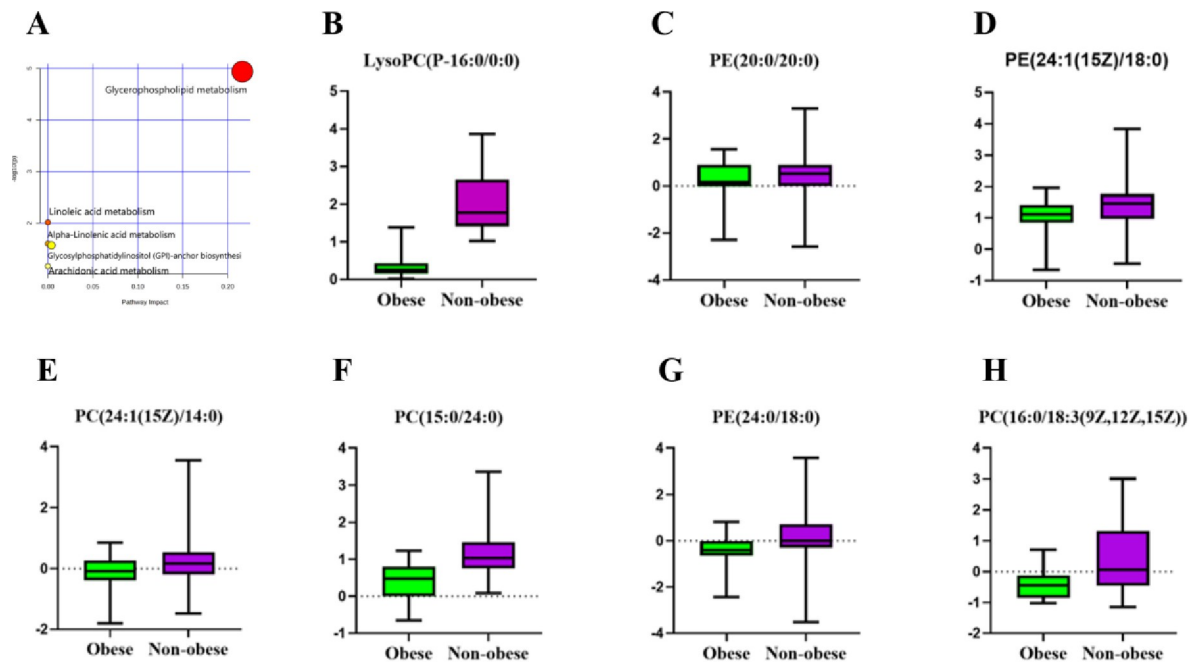 A
B
C
D
LysoPC(P-16:0/0:0)
PE(20:0/20:0)
PE(24:1(15Z)/18:0)
5
4
3
2
-log10(p)
Glycerophospholipid metabolism
Linoleic acid metabolism
Alpha-Linolenic acid metabolism
Glycosylphosphatidylinositol (GPI)-anchor biosynthesi
Arachidonic acid metabolism
0.00 0.05 0.10 0.15 0.20
Pathway Impact
5
4
3
2
1
0
Obese Non-obese
4
2
0
-2
-4
Obese Non-obese
5
4
3
2
1
0
-1
Obese Non-obese
E
F
G
H
PC(24:1(15Z)/14:0)
PC(15:0/24:0)
PE(24:0/18:0)
PC(16:0/18:3(9Z,12Z,15Z))
4
2
0
-2
Obese Non-obese
4
3
2
1
0
-1
Obese Non-obese
4
2
0
-2
-4
Obese Non-obese
4
3
2
1
0
-1
-2
Obese Non-obese